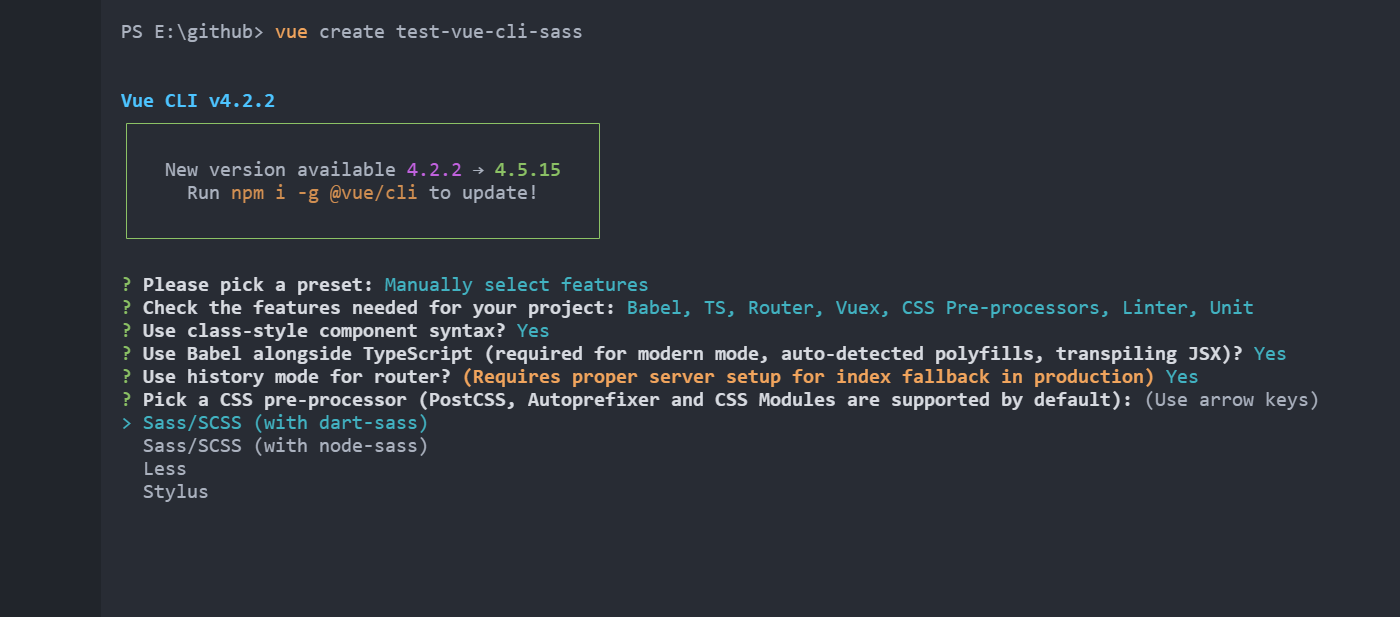 PS E:\github> vue create test-vue-cli-sass
Vue CLI v4.2.2
New version available 4.2.2 → 4.5.15
Run npm i -g @vue/cli to update!
? Please pick a preset: Manually select features
? Check the features needed for your project: Babel, TS, Router, Vuex, CSS Pre-processors, Linter, Unit
? Use class-style component syntax? Yes
? Use Babel alongside TypeScript (required for modern mode, auto-detected polyfills, transpiling JSX)? Yes
? Use history mode for router? (Requires proper server setup for index fallback in production) Yes
? Pick a CSS pre-processor (PostCSS, Autoprefixer and CSS Modules are supported by default): (Use arrow keys)
> Sass/SCSS (with dart-sass)
Sass/SCSS (with node-sass)
Less
Stylus